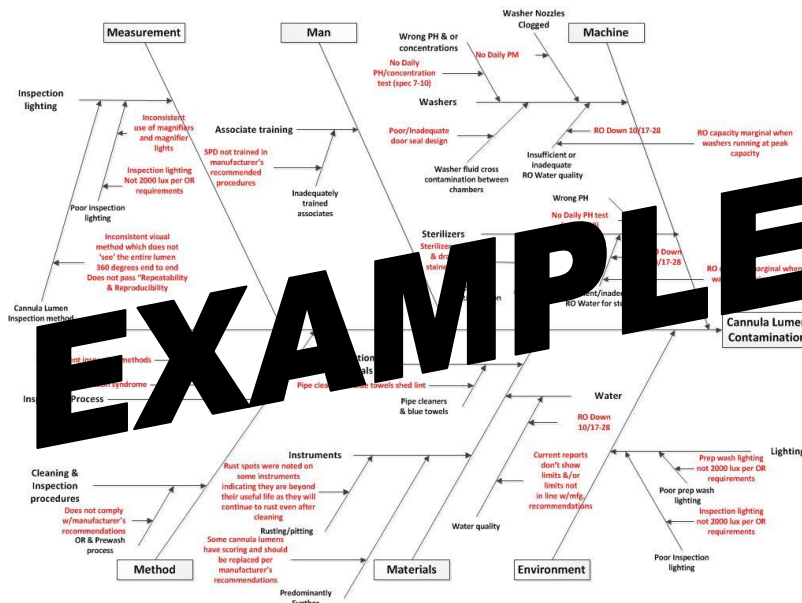 Measurement
Man
Machine
Washer Nozzles
Clogged
Wrong PH & or
concentrations
No Daily PM
No Daily
PH/concentration
test (spec 7-10)
Washers
Inspection
lighting
Inconsistent
use of magnifiers
and magnifier
lights
Associate training
Poor/Inadequate
door seal design
RO Down 10/17-28
RO capacity marginal when
washers running at peak
capacity
SPD not trained in
manufacturer's
recommended
procedures
Washer fluid cross
contamination between
chambers
Insufficient or
inadequate
RO Water quality
Inspection lighting
Not 2000 lux per OR
requirements
Inadequately
trained
associates
Poor inspection
lighting
Wrong PH
No Daily PH test
Inconsistent visual
method which does not
'see' the entire lumen
360 degrees end to end
Does not pass "Repeatability &
Reproducibility
Sterilizers
Down
RO
marginal when
RO Water for
Cannula Lumen
Inspection method
EXAMPLE
Cannula Lumen
Contamination
methods
syndrome
Process
Pipe
towels shed lint
Pipe cleaners
& blue towels
Water
RO Down
10/17-28
Instruments
Rust spots were noted on
some instruments
indicating they are beyond
their useful life as they will
continue to rust even after
cleaning
Current reports
don't show
limits &/or
limits not
in line w/mfg.
recommendations
Lighting
Prep wash lighting
not 2000 lux per OR
requirements
Poor prep wash
lighting
Cleaning &
Inspection
procedures
Does not comply
w/manufacturer's
recommendations
OR & Prewash
process
Rusting/pitting
Water quality
Inspection lighting
not 2000 lux per OR
requirements
Some cannula lumens
have scoring and should
be replaced per
manufacturer's
recommendations
Poor Inspection
lighting
Method
Materials
Environment
Predominantly